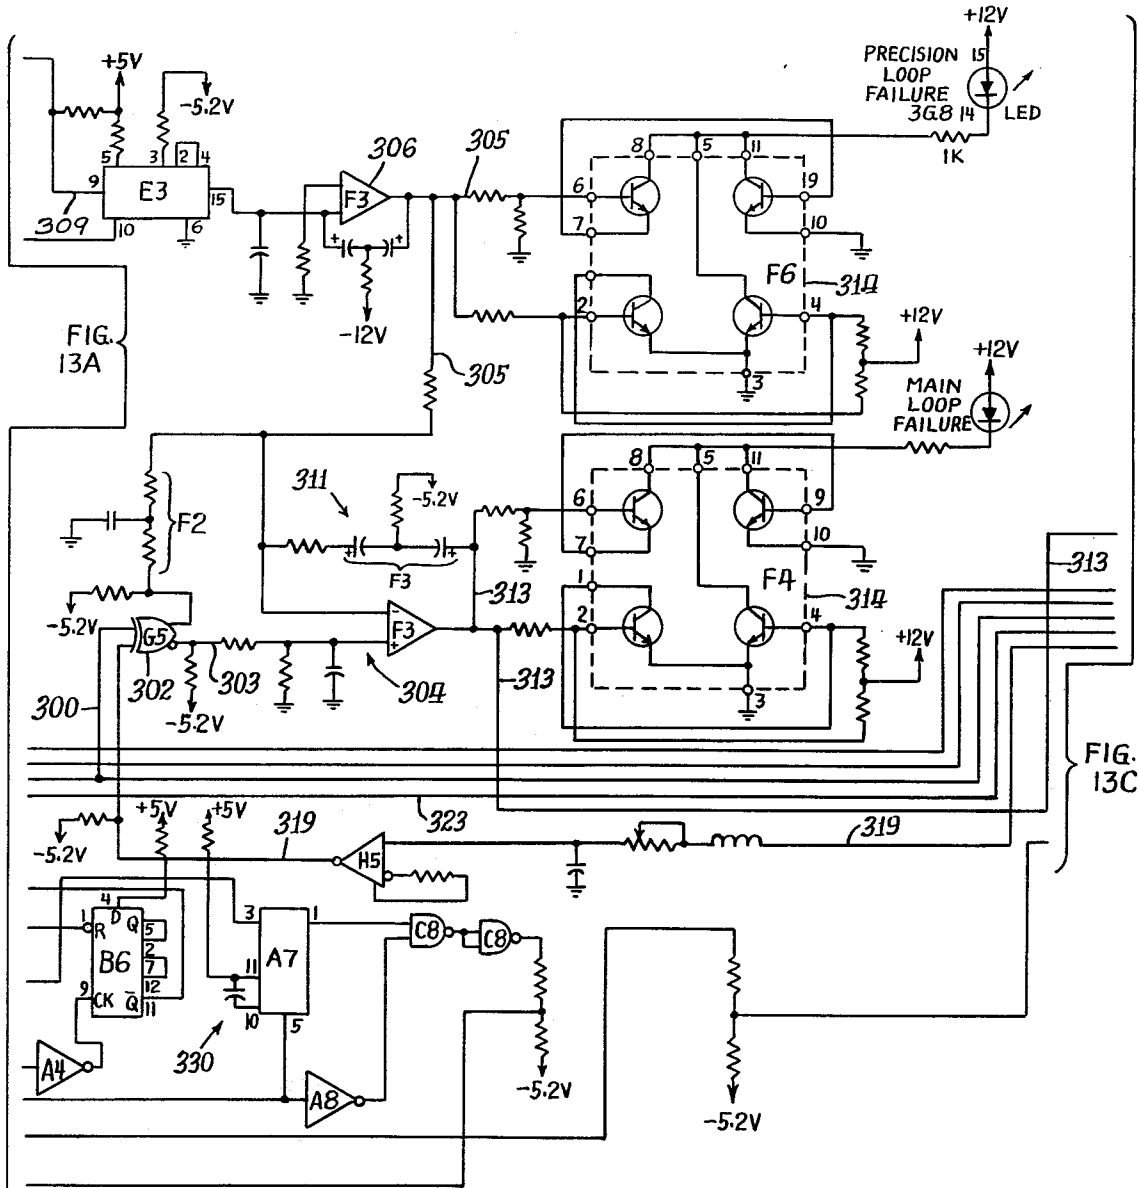 +12V
PRECISION 15
LOOP
FAILURE
3G8 14 LED
1K
+5V
-5.2V
5 3 2 4
9 E3 15
309 10 6
306
F3
-12V
305
8 5 11
6 9
7 10
F6 314
2 4
3
+12V
FIG.
13A
305
+12V
MAIN
LOOP
FAILURE
311
-5.2V
F2
F3
8 5 11
6 9
7 10
1 F4
2 314
4
3
+12V
313
313
313
-5.2V
G5
302
303
-5.2V
F3
- +
304
300
FIG.
13C
323
+5V +5V
-5.2V
319
H5
319
4
1 D Q 5
R 2
B6 7
9 12
CK Q̅ 11
3 1
A7
11
10 5
330
C8 C8
-5.2V
A4
A8
-5.2V